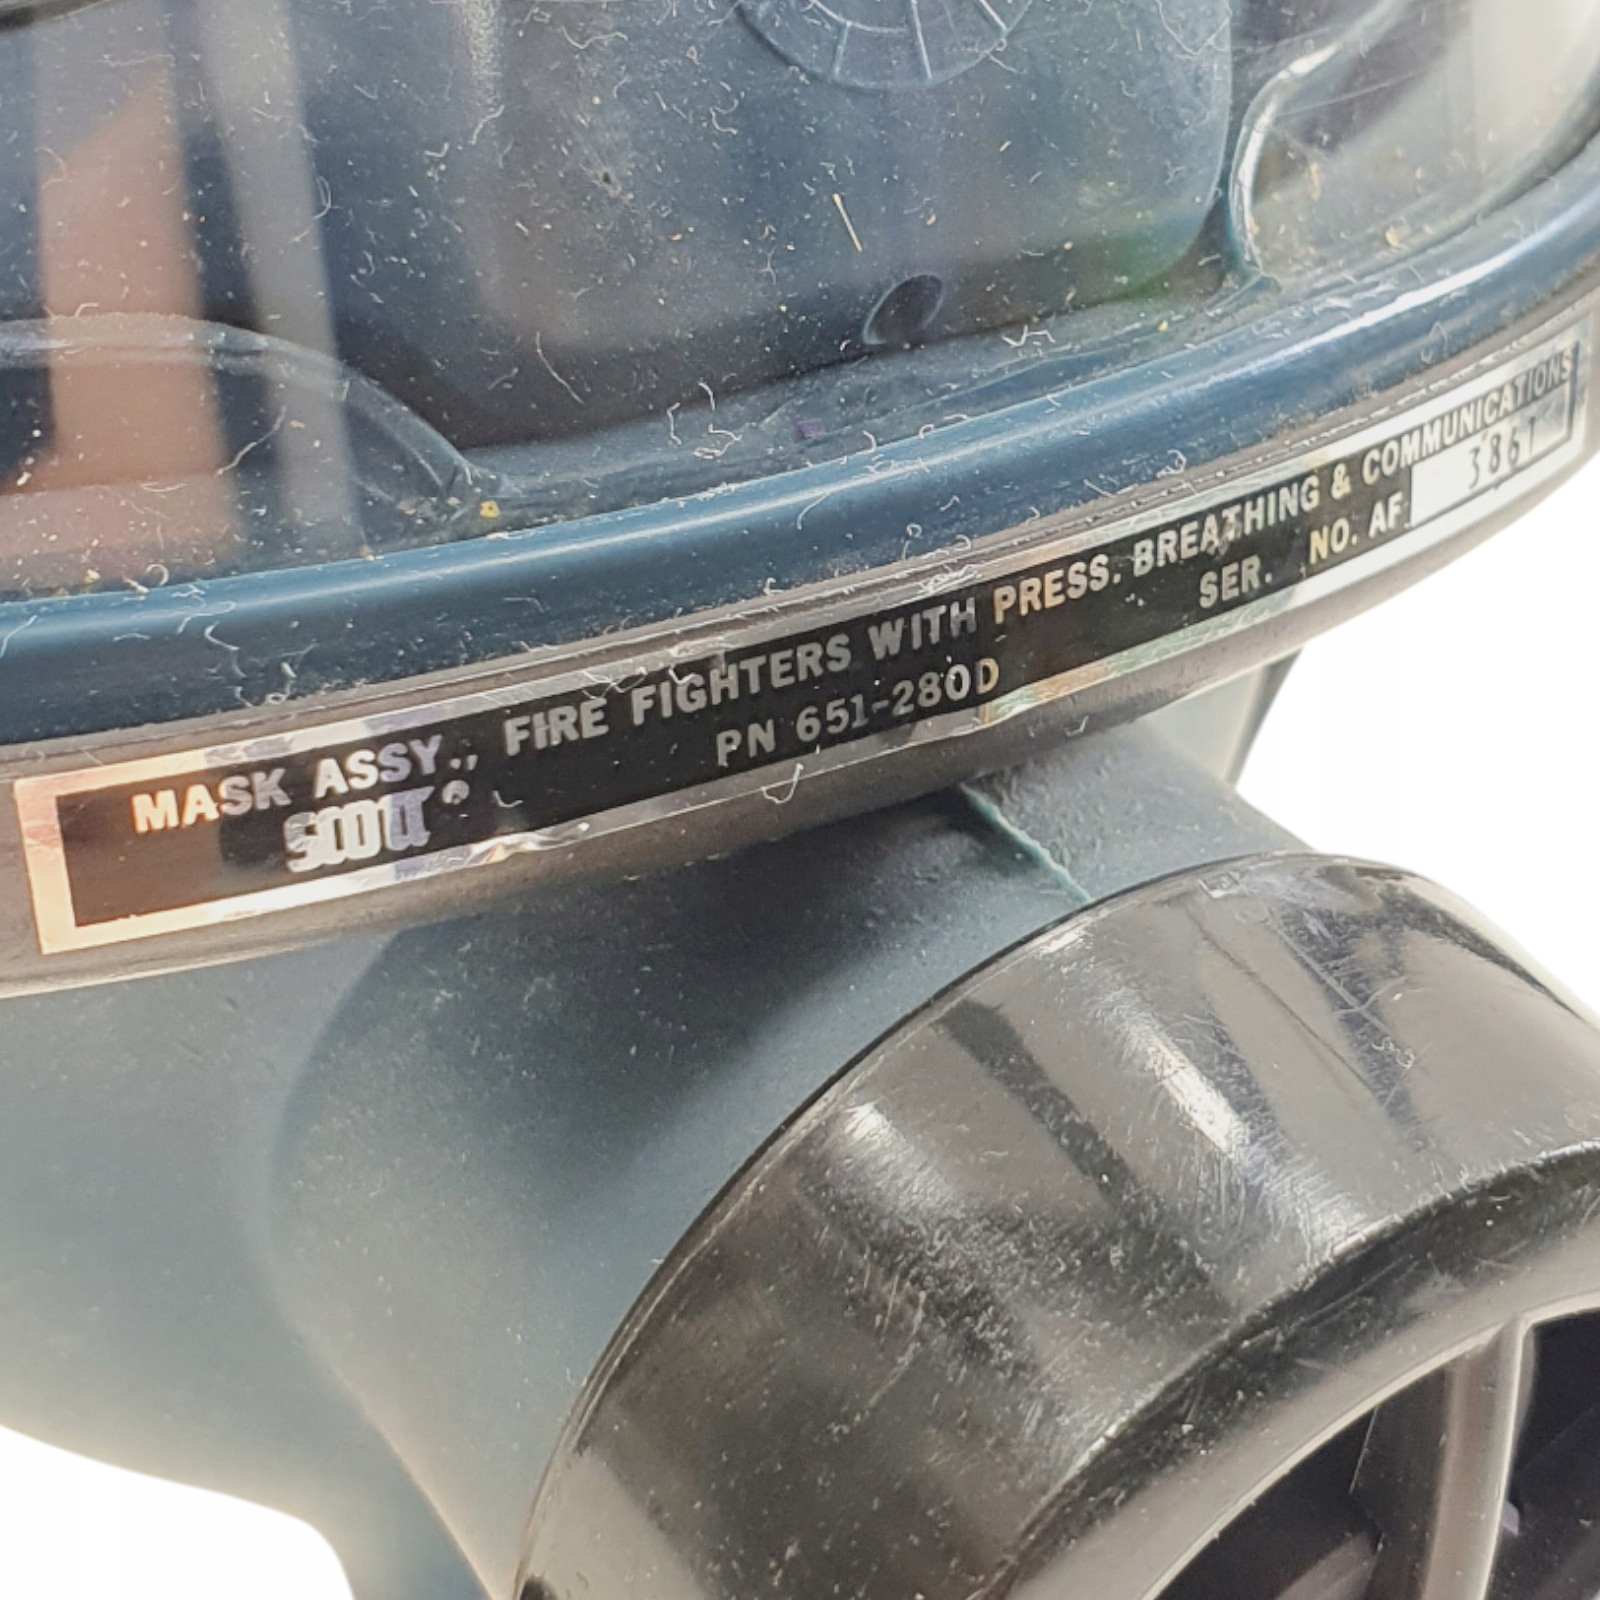 MASK ASSY., FIRE FIGHTERS WITH PRESS. BREATHING & COMMUNICATIONS
SCOTT®
PN 651-280D
SER. NO. AF 3861